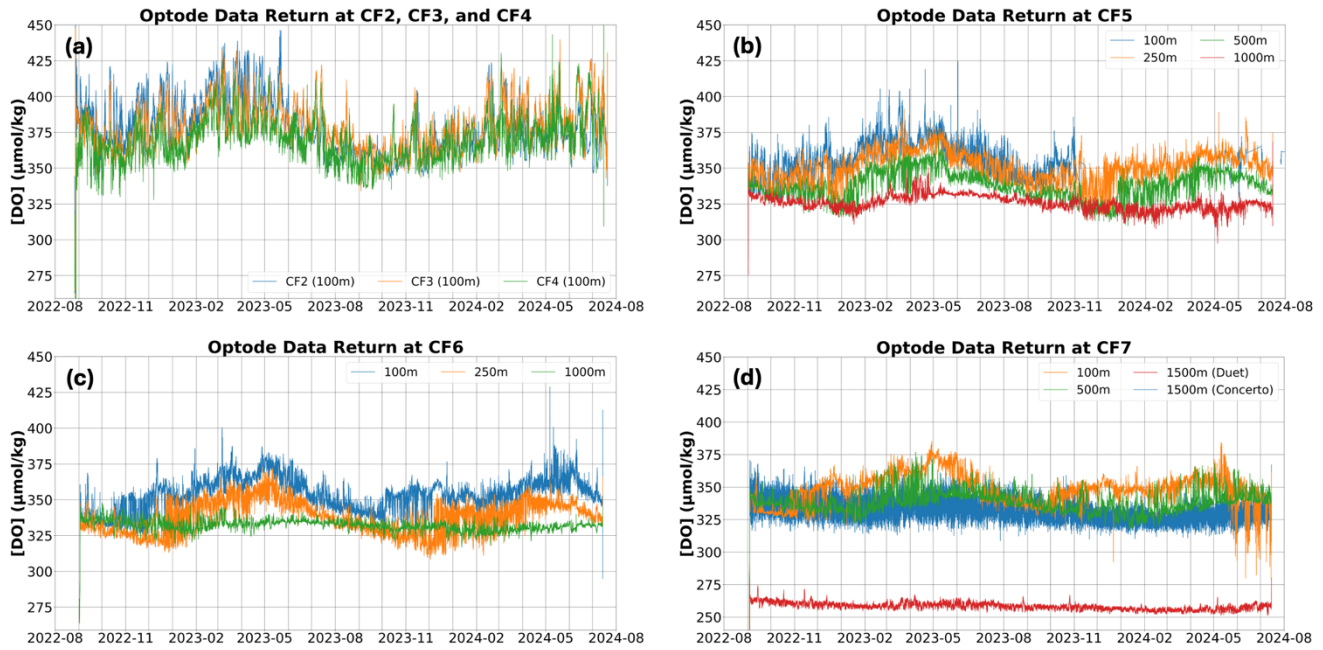 Optode Data Return at CF2, CF3, and CF4
(a)
[DO] (μmol/kg)
450
425
400
375
350
325
300
275
CF2 (100m) CF3 (100m) CF4 (100m)
2022-08 2022-11 2023-02 2023-05 2023-08 2023-11 2024-02 2024-05 2024-08
Optode Data Return at CF5
(b)
[DO] (μmol/kg)
450
425
400
375
350
325
300
275
100m 500m
250m 1000m
2022-08 2022-11 2023-02 2023-05 2023-08 2023-11 2024-02 2024-05 2024-08
Optode Data Return at CF6
(c)
[DO] (μmol/kg)
450
425
400
375
350
325
300
275
100m 250m 1000m
2022-08 2022-11 2023-02 2023-05 2023-08 2023-11 2024-02 2024-05 2024-08
Optode Data Return at CF7
(d)
[DO] (μmol/kg)
450
425
400
375
350
325
300
275
250
100m 1500m (Duet)
500m 1500m (Concerto)
2022-08 2022-11 2023-02 2023-05 2023-08 2023-11 2024-02 2024-05 2024-08